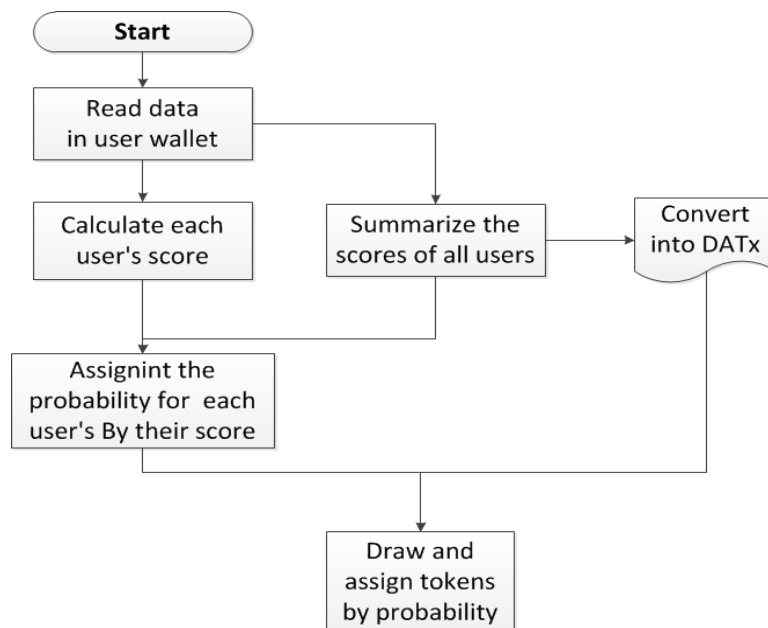 Start
Read data
in user wallet
Calculate each
user's score
Summarize the
scores of all users
Convert
into DATx
Assignint the
probability for each
user's By their score
Draw and
assign tokens
by probability